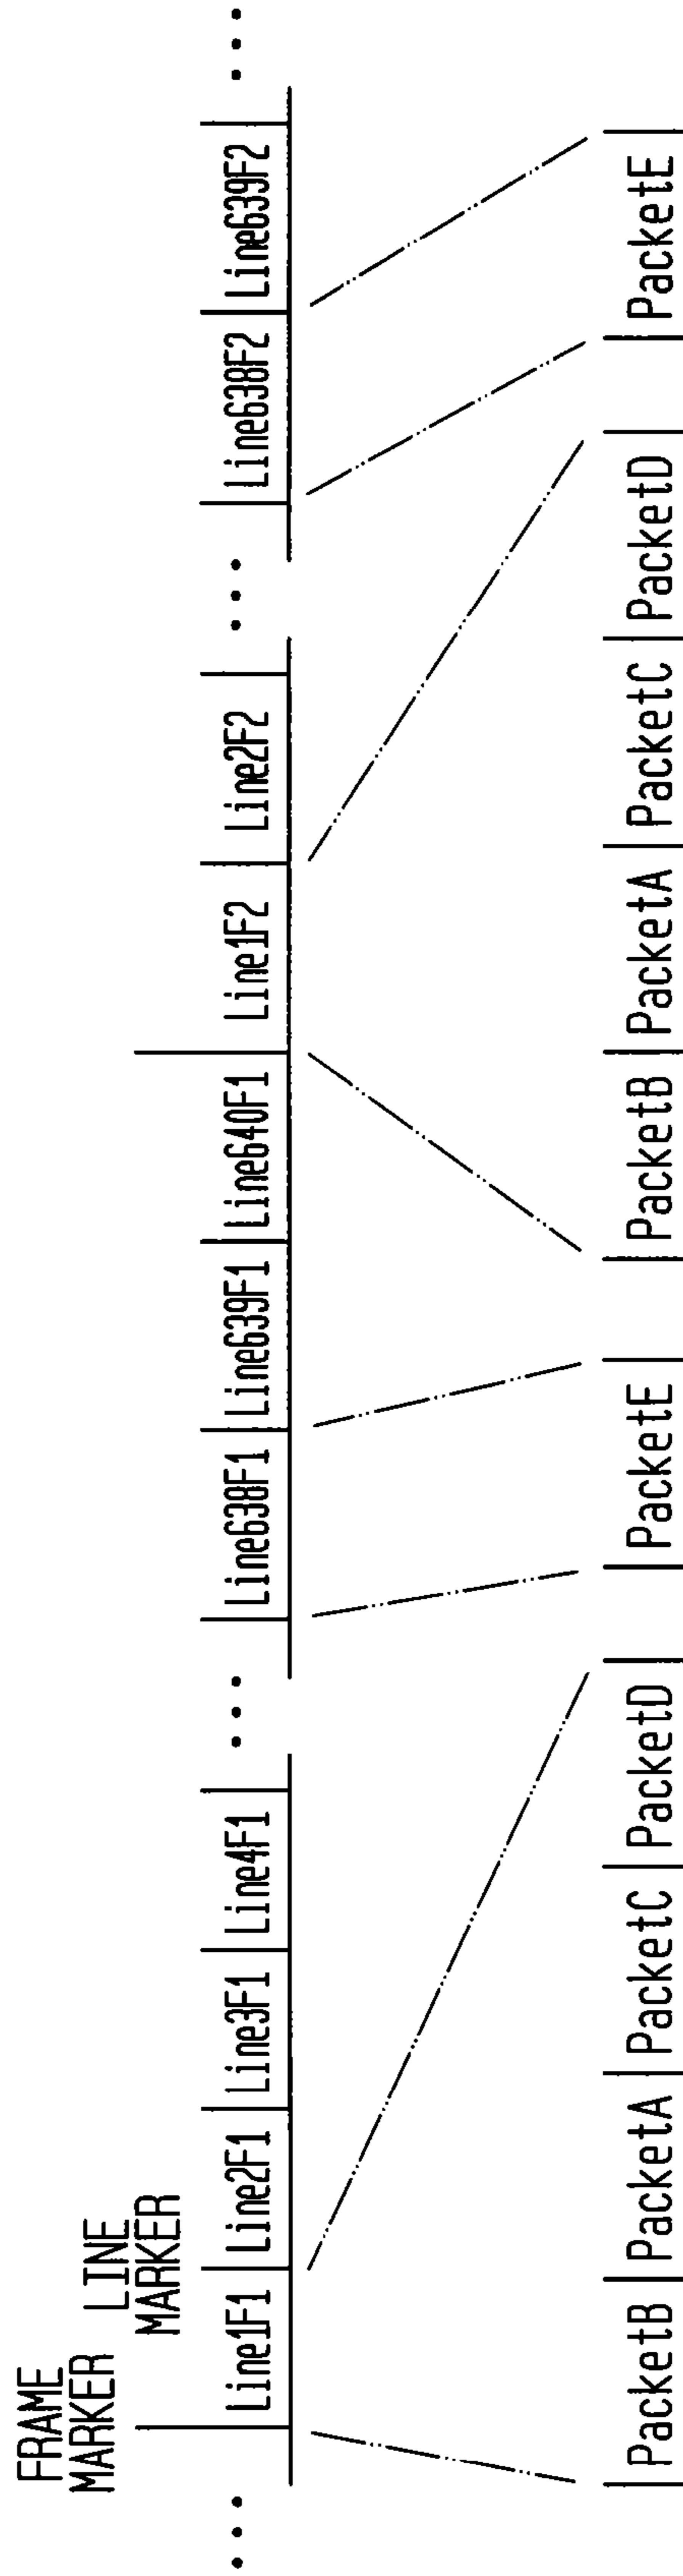 FRAME
MARKER
LINE
MARKER
... Line1F1 Line2F1 Line3F1 Line4F1 ... Line638F1 Line639F1 Line640F1 Line1F2 Line2F2 ... Line638F2 Line639F2 ...
PacketB PacketA PacketC PacketD PacketE PacketB PacketA PacketC PacketD PacketE